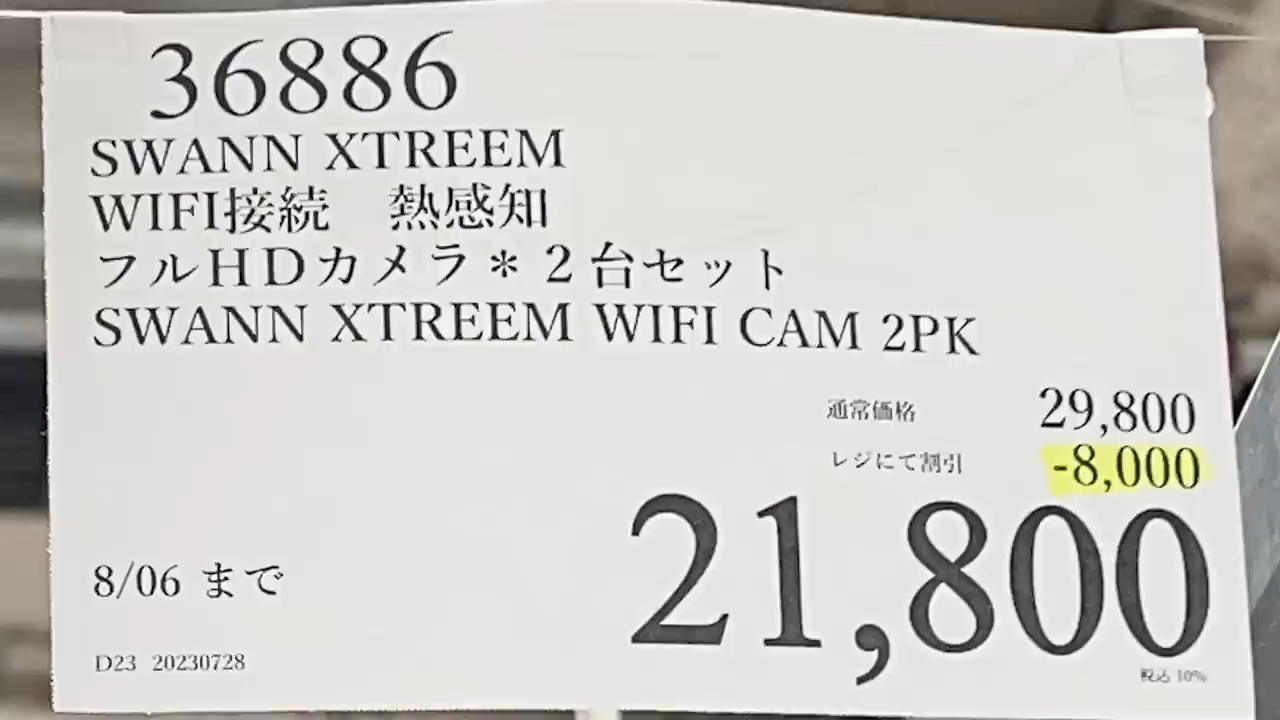 36886
SWANN XTREEM
WIFI接続　熱感知
フルＨＤカメラ＊２台セット
SWANN XTREEM WIFI CAM 2PK
通常価格 29,800
レジにて割引 -8,000
21,800
8/06 まで
D23 20230728
税込 10%